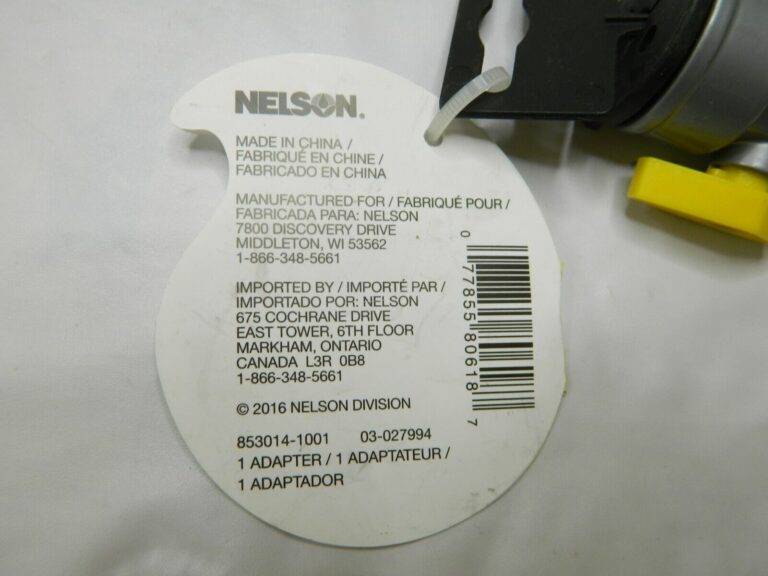 NELSON®
MADE IN CHINA /
FABRIQUÉ EN CHINE /
FABRICADO EN CHINA
MANUFACTURED FOR / FABRIQUÉ POUR /
FABRICADA PARA: NELSON
7800 DISCOVERY DRIVE
MIDDLETON, WI 53562
1-866-348-5661
IMPORTED BY / IMPORTÉ PAR /
IMPORTADO POR: NELSON
675 COCHRANE DRIVE
EAST TOWER, 6TH FLOOR
MARKHAM, ONTARIO
CANADA L3R 0B8
1-866-348-5661
© 2016 NELSON DIVISION
853014-1001 03-027994
1 ADAPTER / 1 ADAPTATEUR /
1 ADAPTADOR
0 77855 80618 7